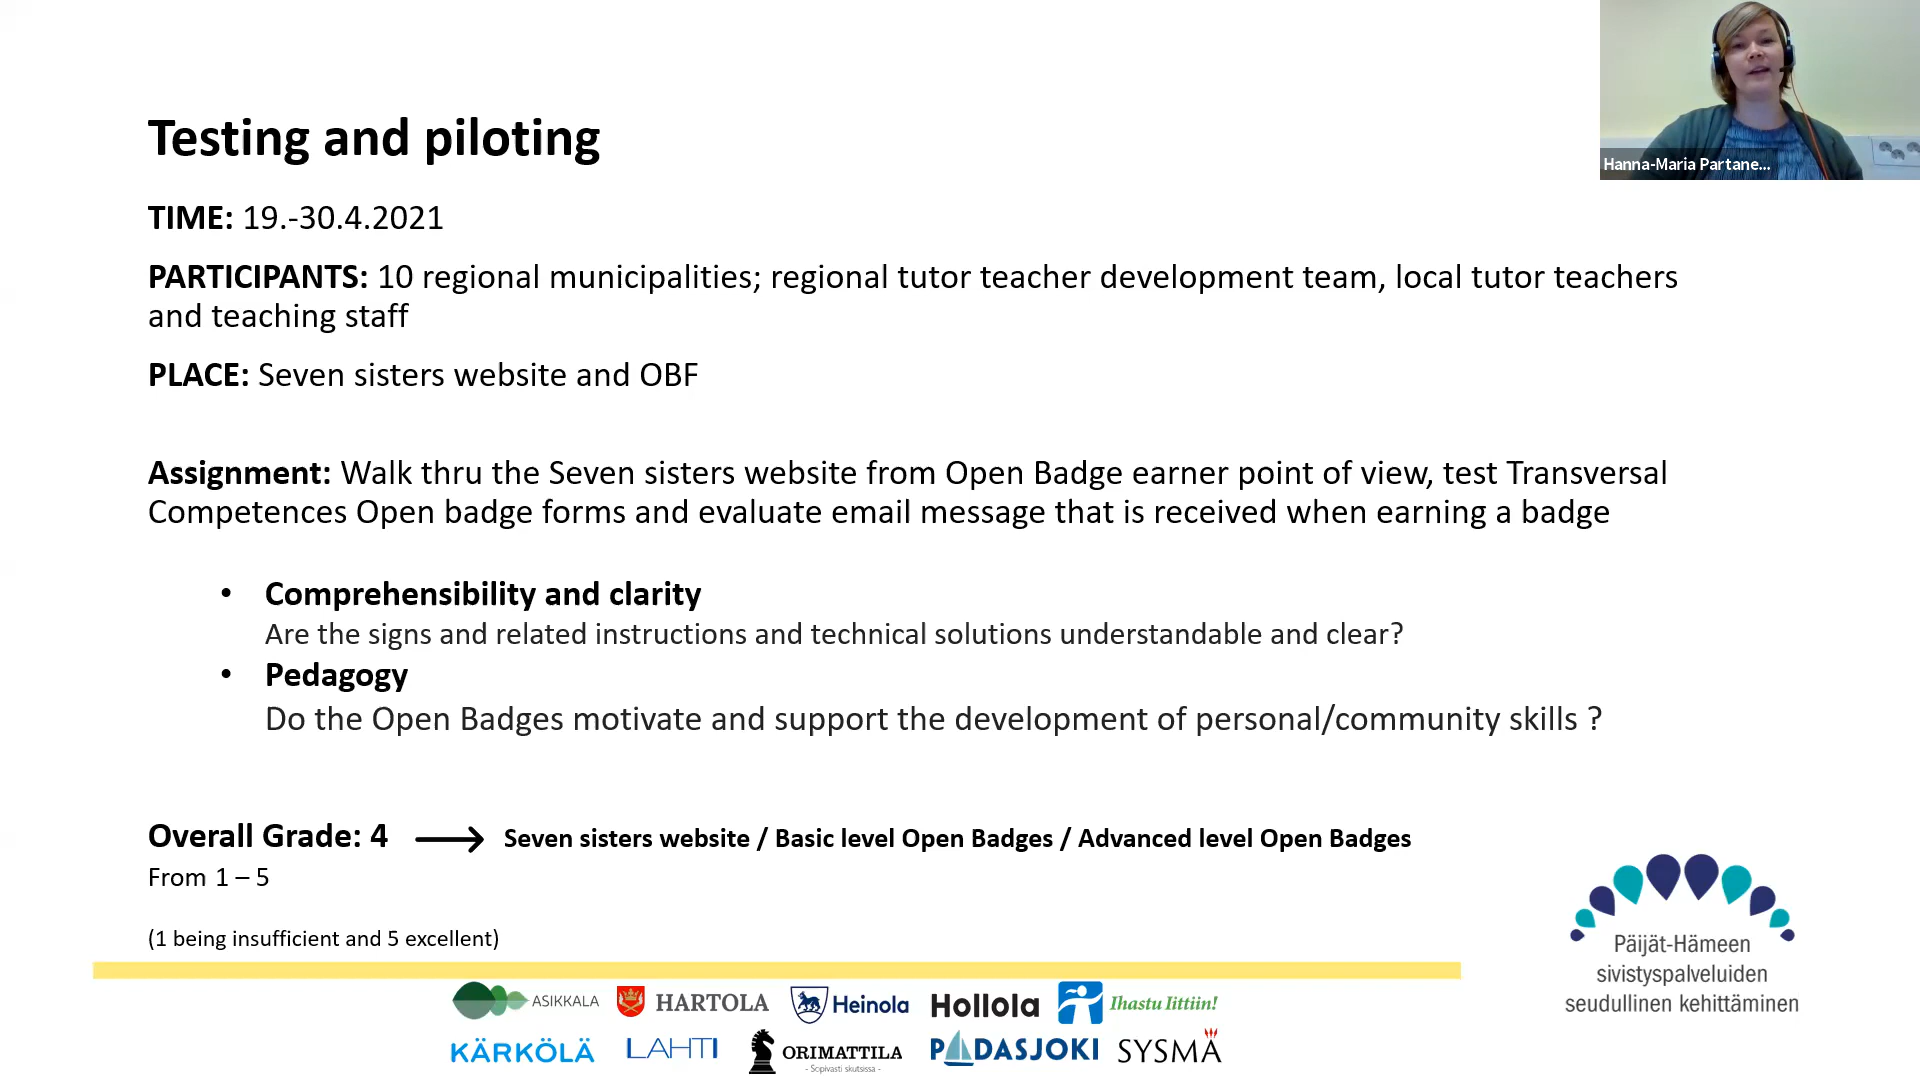 Testing and piloting
Hanna-Maria Partane...
TIME: 19.-30.4.2021
PARTICIPANTS: 10 regional municipalities; regional tutor teacher development team, local tutor teachers
and teaching staff
PLACE: Seven sisters website and OBF
Assignment: Walk thru the Seven sisters website from Open Badge earner point of view, test Transversal
Competences Open badge forms and evaluate email message that is received when earning a badge
• Comprehensibility and clarity
Are the signs and related instructions and technical solutions understandable and clear?
• Pedagogy
Do the Open Badges motivate and support the development of personal/community skills ?
Overall Grade: 4 → Seven sisters website / Basic level Open Badges / Advanced level Open Badges
From 1 – 5
(1 being insufficient and 5 excellent)
Päijät-Hämeen
sivistyspalveluiden
seudullinen kehittäminen
ASIKKALA HARTOLA Heinola Hollola Ihastu Iittiin!
KÄRKÖLÄ LAHTI ORIMATTILA PADASJOKI SYSMÄ
- Sopivasti skutsissa -